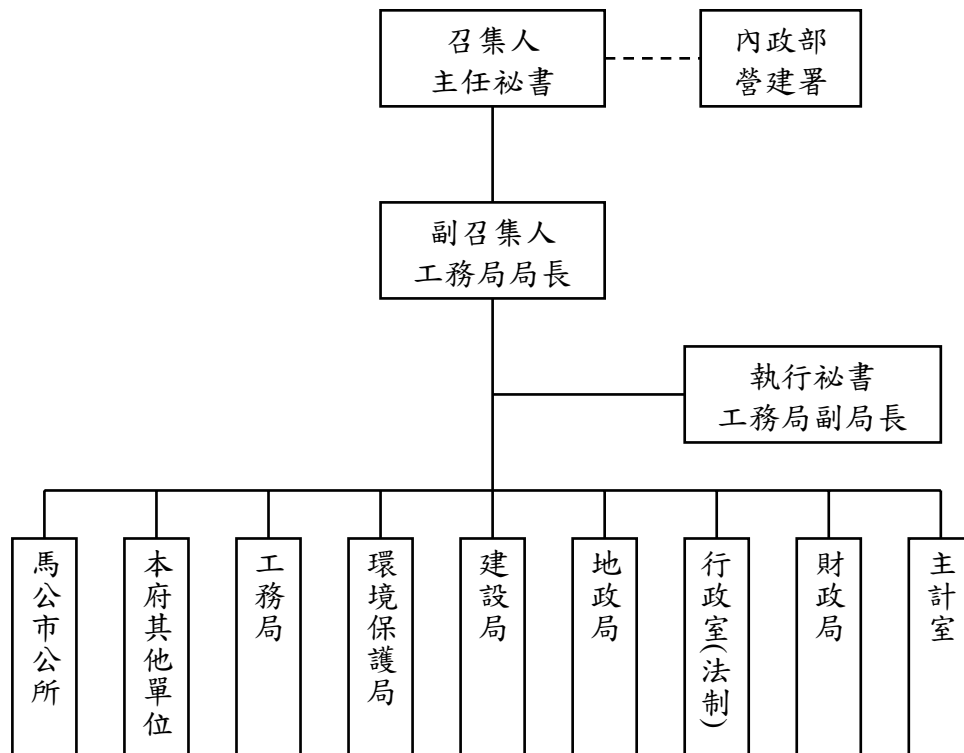 召集人
主任祕書
內政部
營建署
副召集人
工務局局長
執行祕書
工務局副局長
馬公市公所
本府其他單位
工務局
環境保護局
建設局
地政局
行政室(法制)
財政局
主計室